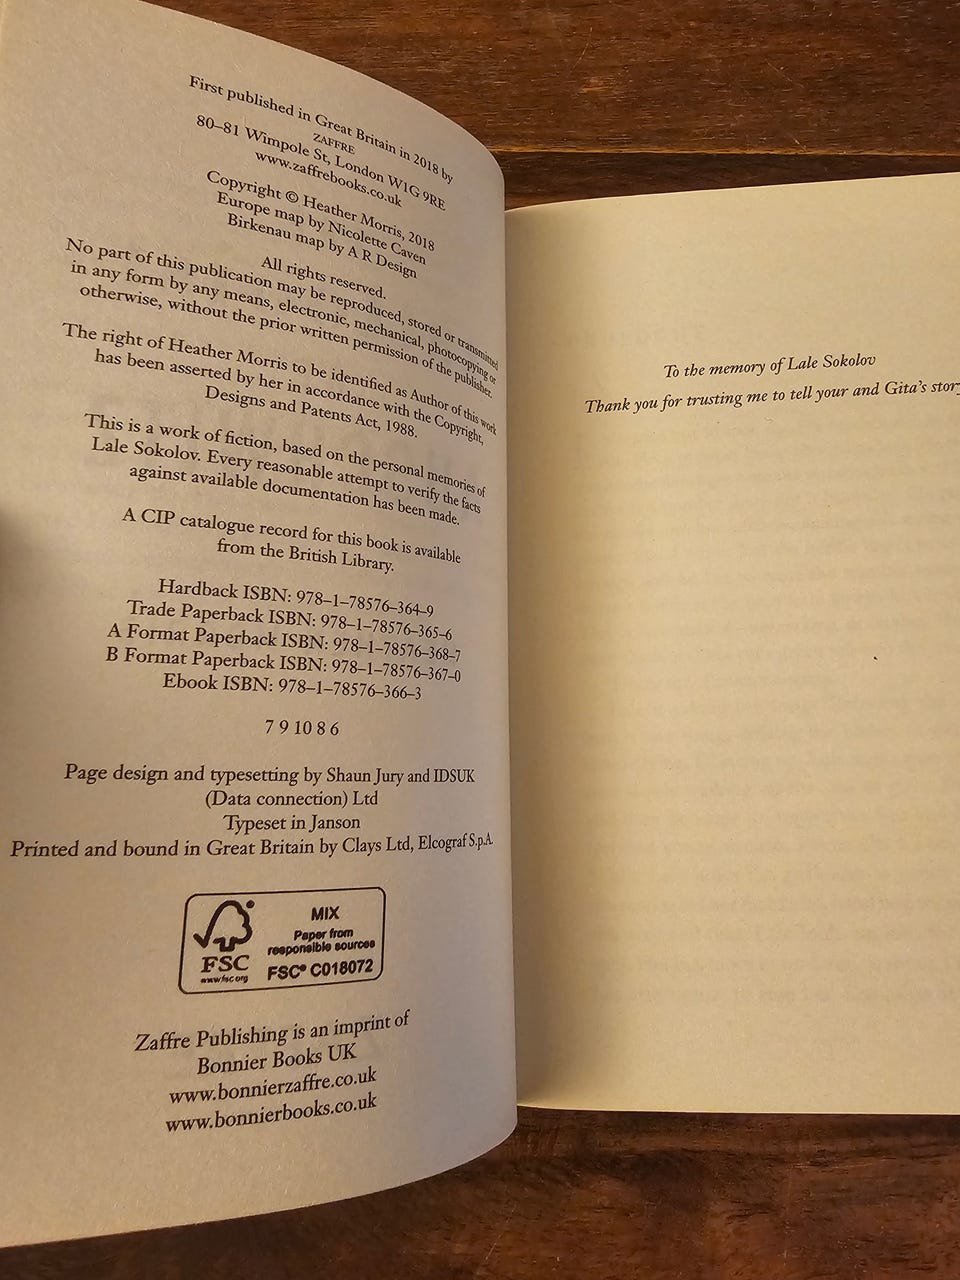 First published in Great Britain in 2018 by
ZAFFRE
80–81 Wimpole St, London W1G 9RE
www.zaffrebooks.co.uk
Copyright © Heather Morris, 2018
Europe map by Nicolette Caven
Birkenau map by A R Design
All rights reserved.
No part of this publication may be reproduced, stored or transmitted
in any form by any means, electronic, mechanical, photocopying or
otherwise, without the prior written permission of the publisher.
The right of Heather Morris to be identified as Author of this work
has been asserted by her in accordance with the Copyright,
Designs and Patents Act, 1988.
This is a work of fiction, based on the personal memories of
Lale Sokolov. Every reasonable attempt to verify the facts
against available documentation has been made.
A CIP catalogue record for this book is available
from the British Library.
Hardback ISBN: 978–1–78576–364–9
Trade Paperback ISBN: 978–1–78576–365–6
A Format Paperback ISBN: 978–1–78576–368–7
B Format Paperback ISBN: 978–1–78576–367–0
Ebook ISBN: 978–1–78576–366–3
7 9 10 8 6
Page design and typesetting by Shaun Jury and IDSUK
(Data connection) Ltd
Typeset in Janson
Printed and bound in Great Britain by Clays Ltd, Elcograf S.p.A.
FSC
www.fsc.org
MIX
Paper from
responsible sources
FSC® C018072
Zaffre Publishing is an imprint of
Bonnier Books UK
www.bonnierzaffre.co.uk
www.bonnierbooks.co.uk
To the memory of Lale Sokolov
Thank you for trusting me to tell your and Gita's story